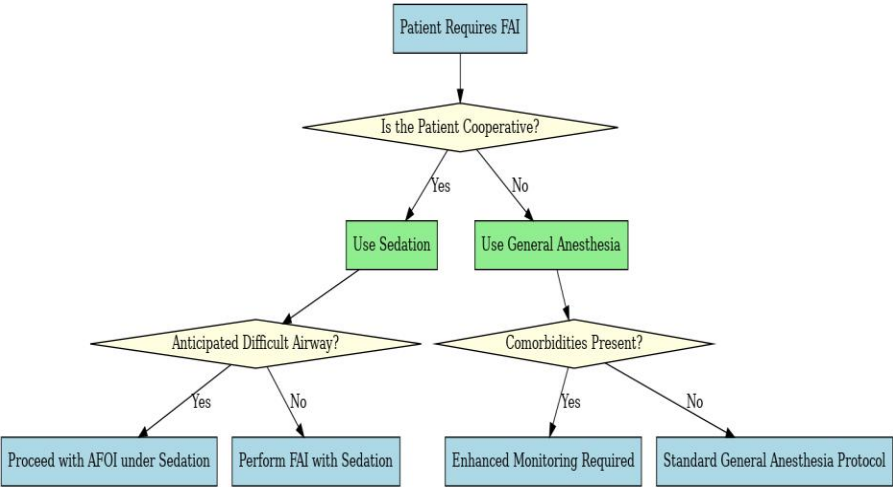 Patient Requires FAI
Is the Patient Cooperative?
Yes
No
Use Sedation
Use General Anesthesia
Anticipated Difficult Airway?
Comorbidities Present?
Yes
No
Yes
No
Proceed with AFOI under Sedation
Perform FAI with Sedation
Enhanced Monitoring Required
Standard General Anesthesia Protocol